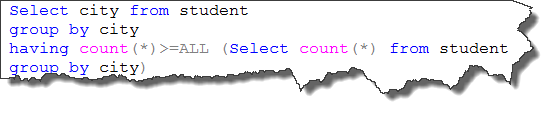 Select city from student
group by city
having count(*)>=ALL (Select count(*) from student
group by city)